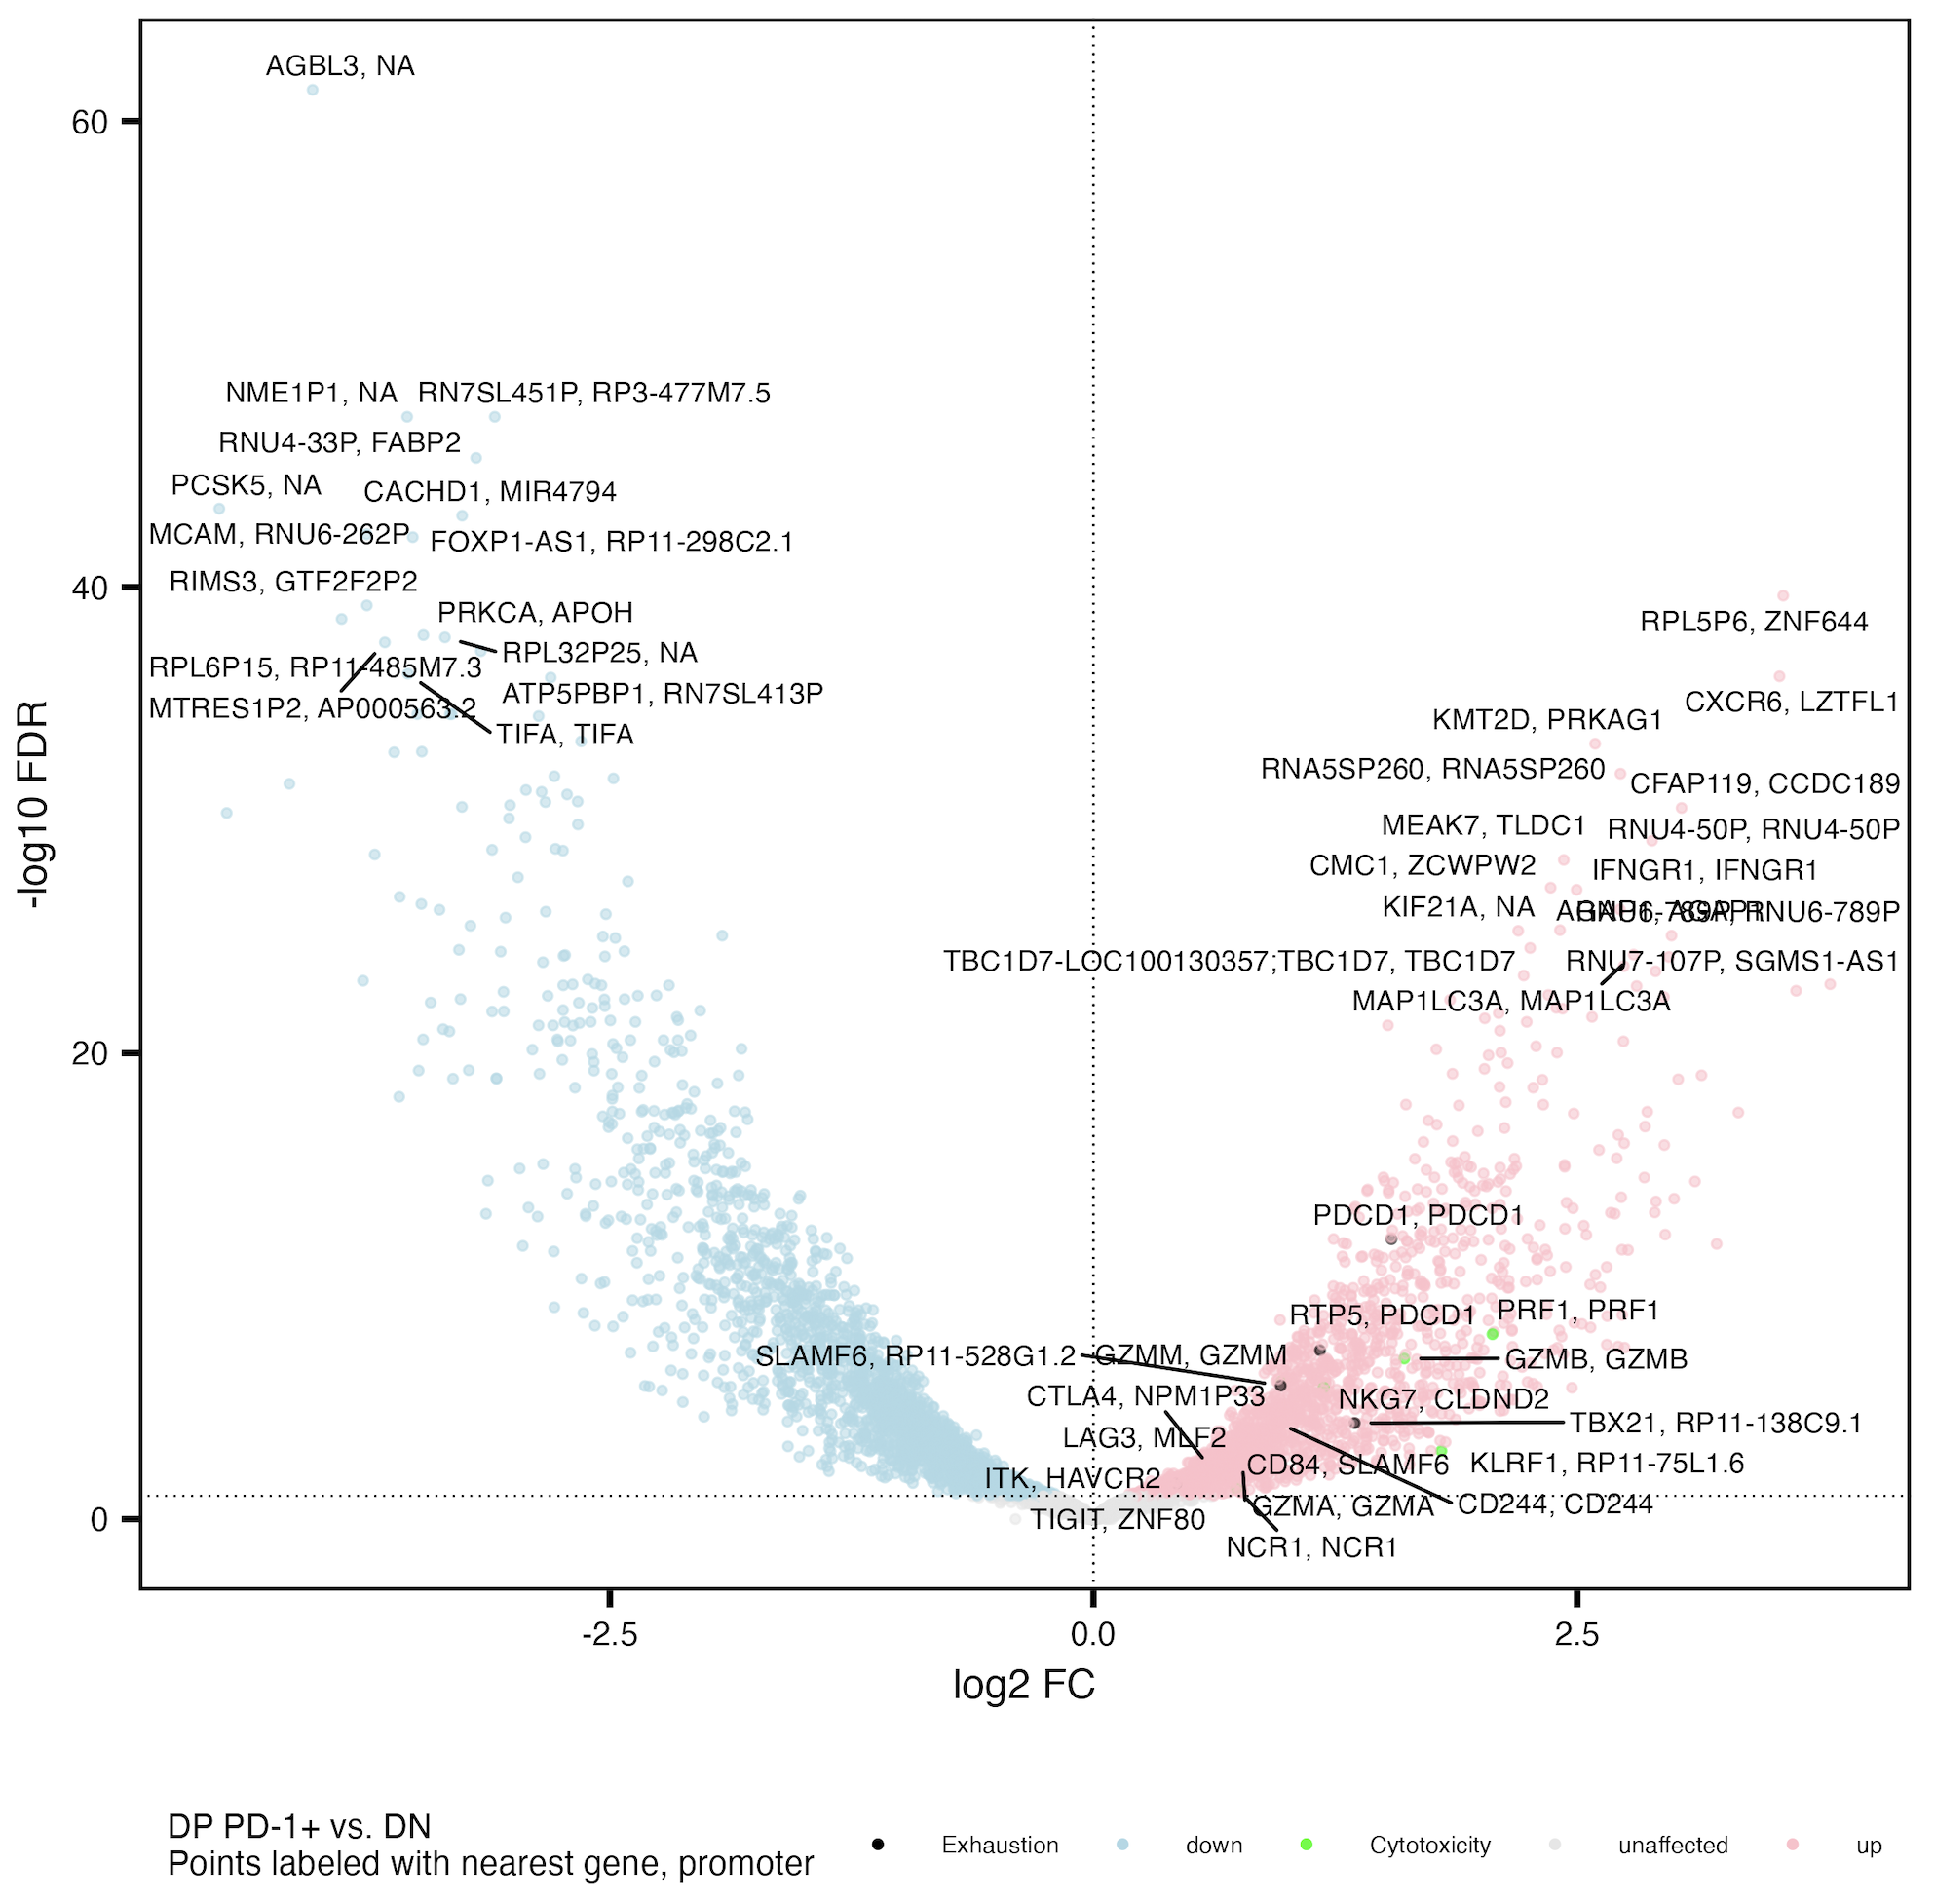 AGBL3, NA
60
NME1P1, NA
RN7SL451P, RP3-477M7.5
RNU4-33P, FABP2
PCSK5, NA
CACHD1, MIR4794
MCAM, RNU6-262P
FOXP1-AS1, RP11-298C2.1
RIMS3, GTF2F2P2
40
PRKCA, APOH
RPL5P6, ZNF644
RPL32P25, NA
RPL6P15, RP11-485M7.3
ATP5PBP1, RN7SL413P
CXCR6, LZTFL1
MTRES1P2, AP000563.2
KMT2D, PRKAG1
TIFA, TIFA
RNA5SP260, RNA5SP260
CFAP119, CCDC189
-log10 FDR
MEAK7, TLDC1
RNU4-50P, RNU4-50P
CMC1, ZCWPW2
IFNGR1, IFNGR1
KIF21A, NA
AGAP1, AGAP1
RNU6-789P, RNU6-789P
TBC1D7-LOC100130357;TBC1D7, TBC1D7
RNU7-107P, SGMS1-AS1
MAP1LC3A, MAP1LC3A
20
PDCD1, PDCD1
RTP5, PDCD1
PRF1, PRF1
SLAMF6, RP11-528G1.2
GZMM, GZMM
GZMB, GZMB
CTLA4, NPM1P33
NKG7, CLDND2
TBX21, RP11-138C9.1
LAG3, MLF2
CD84, SLAMF6
KLRF1, RP11-75L1.6
ITK, HAVCR2
GZMA, GZMA
CD244, CD244
0
TIGIT, ZNF80
NCR1, NCR1
-2.5
0.0
2.5
log2 FC
DP PD-1+ vs. DN
Points labeled with nearest gene, promoter
Exhaustion
down
Cytotoxicity
unaffected
up